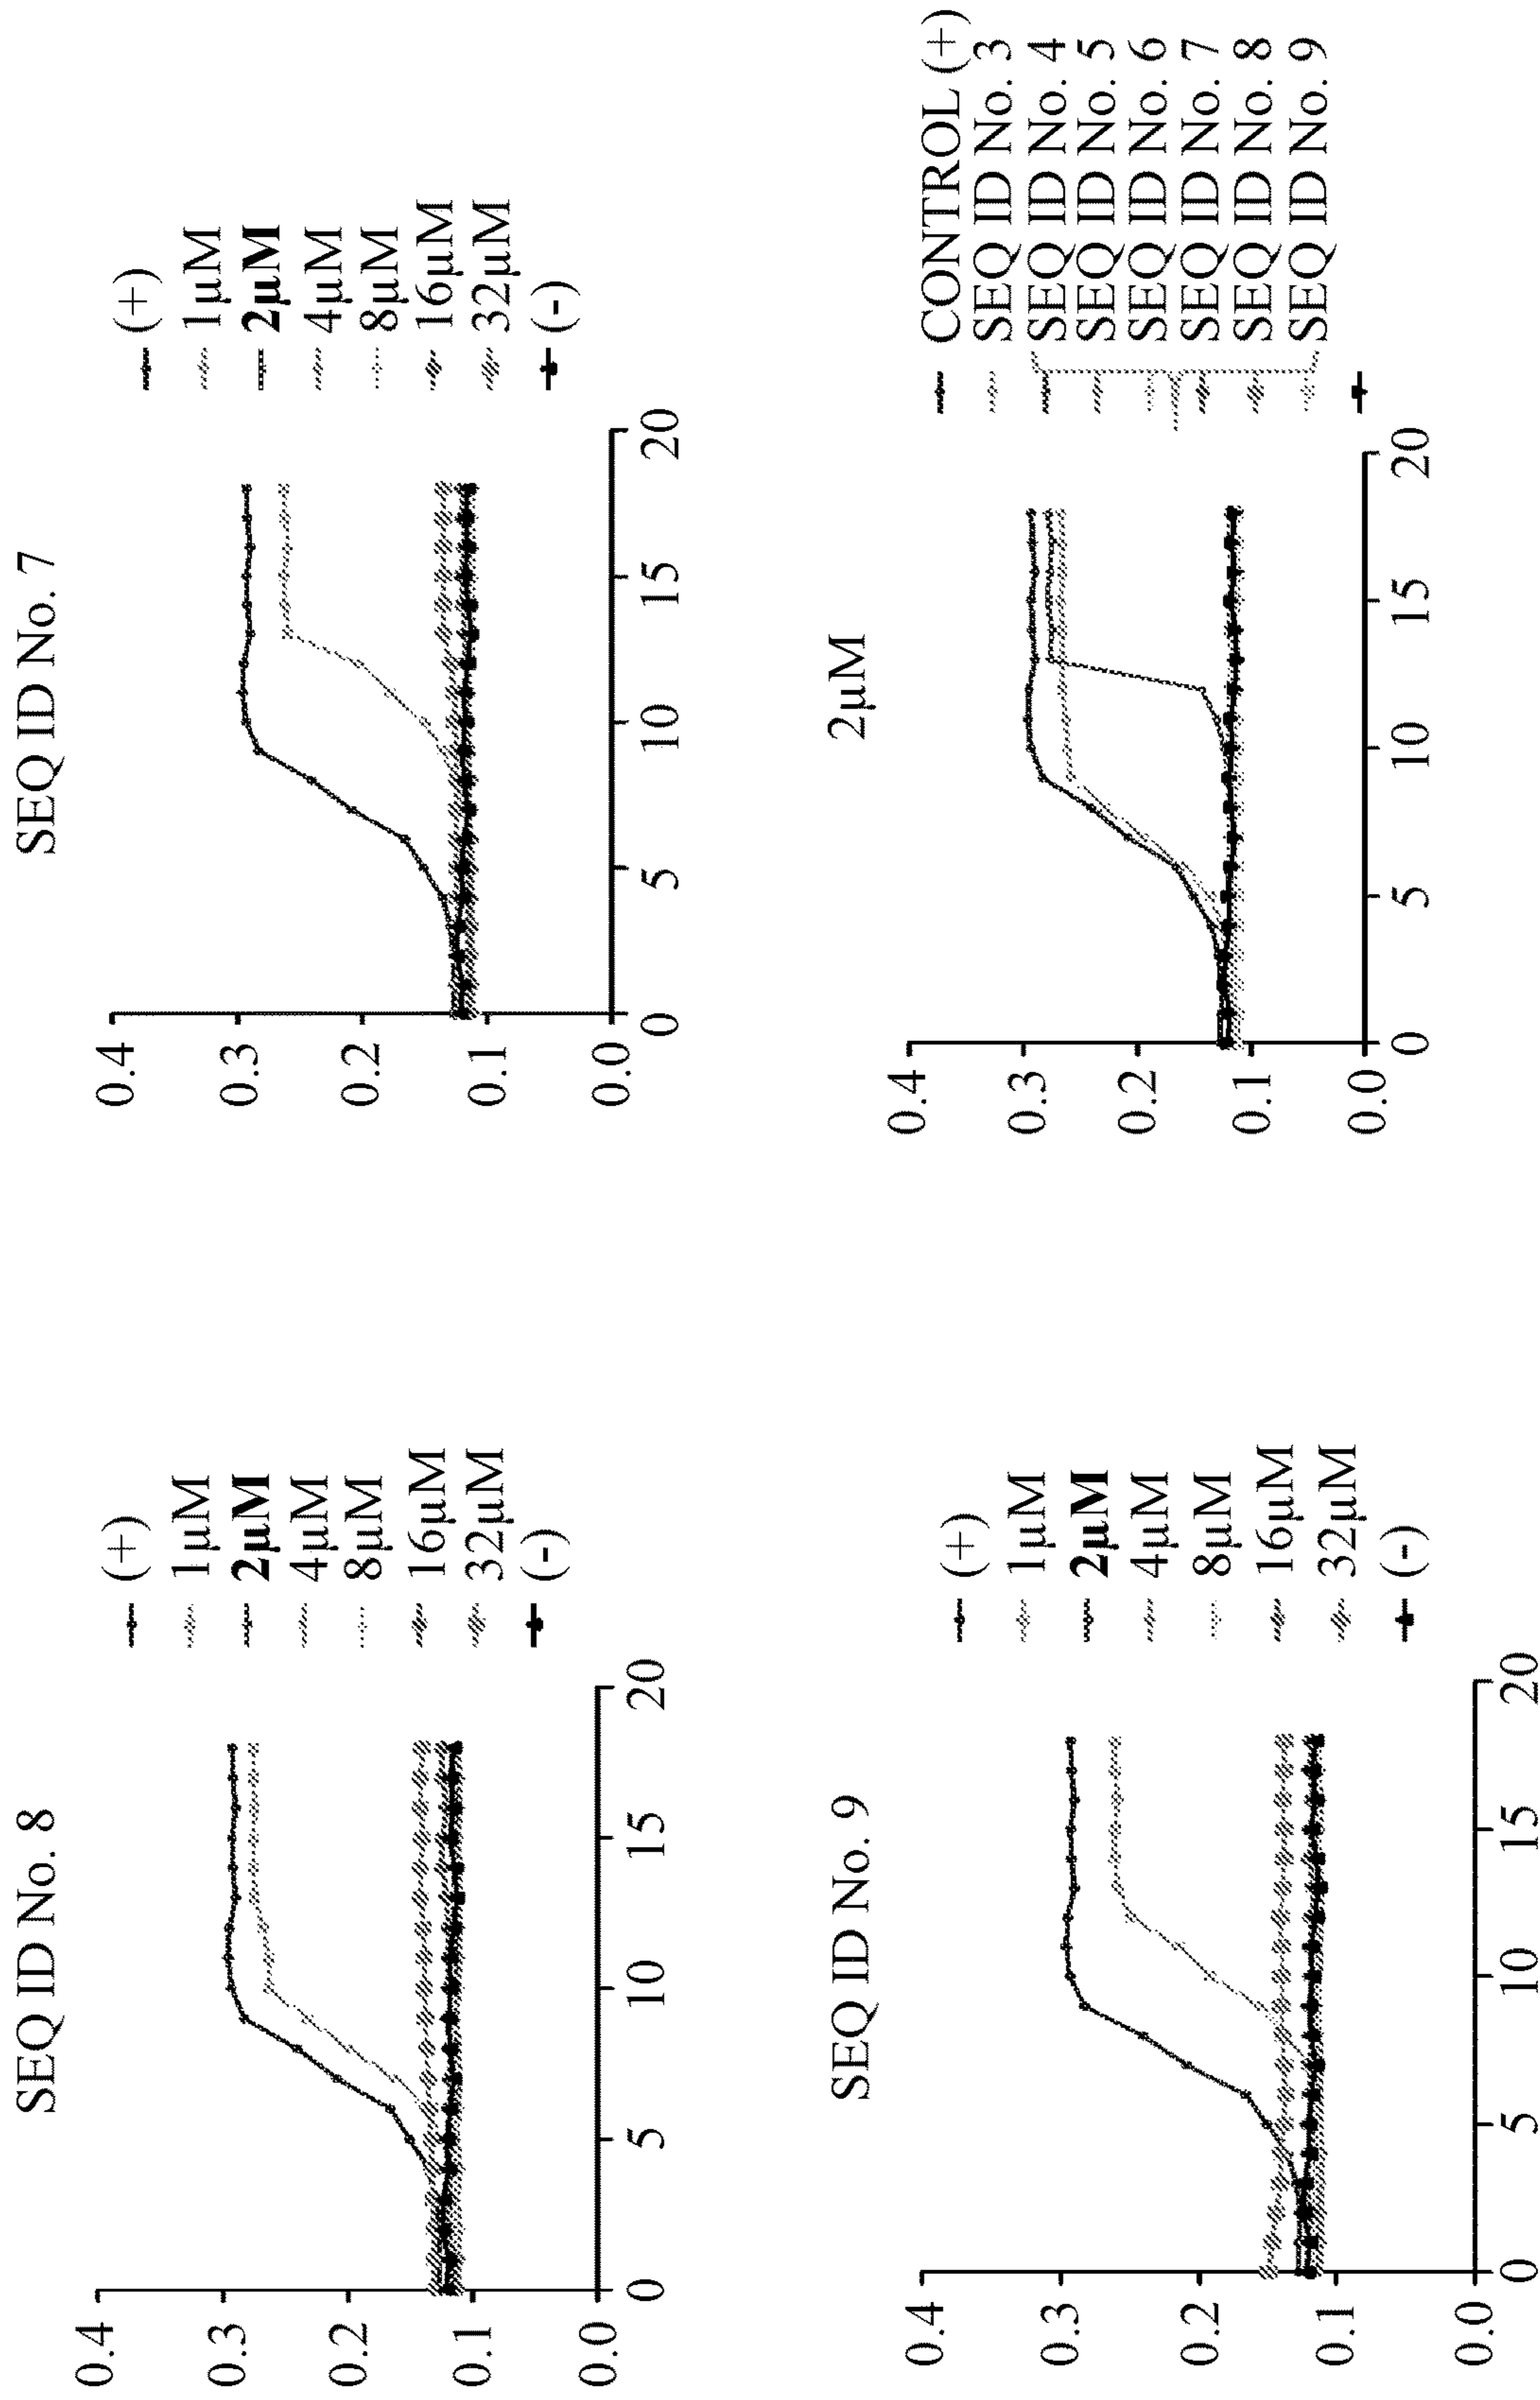 SEQ ID No. 8
0.4
0.3
0.2
0.1
0.0
0
5
10
15
20
(+)
1µM
2µM
4µM
8µM
16µM
32µM
(-)
SEQ ID No. 7
0.4
0.3
0.2
0.1
0.0
0
5
10
15
20
(+)
1µM
2µM
4µM
8µM
16µM
32µM
(-)
SEQ ID No. 9
0.4
0.3
0.2
0.1
0.0
0
5
10
15
20
(+)
1µM
2µM
4µM
8µM
16µM
32µM
(-)
2µM
0.4
0.3
0.2
0.1
0.0
0
5
10
15
20
CONTROL (+)
SEQ ID No. 3
SEQ ID No. 4
SEQ ID No. 5
SEQ ID No. 6
SEQ ID No. 7
SEQ ID No. 8
SEQ ID No. 9